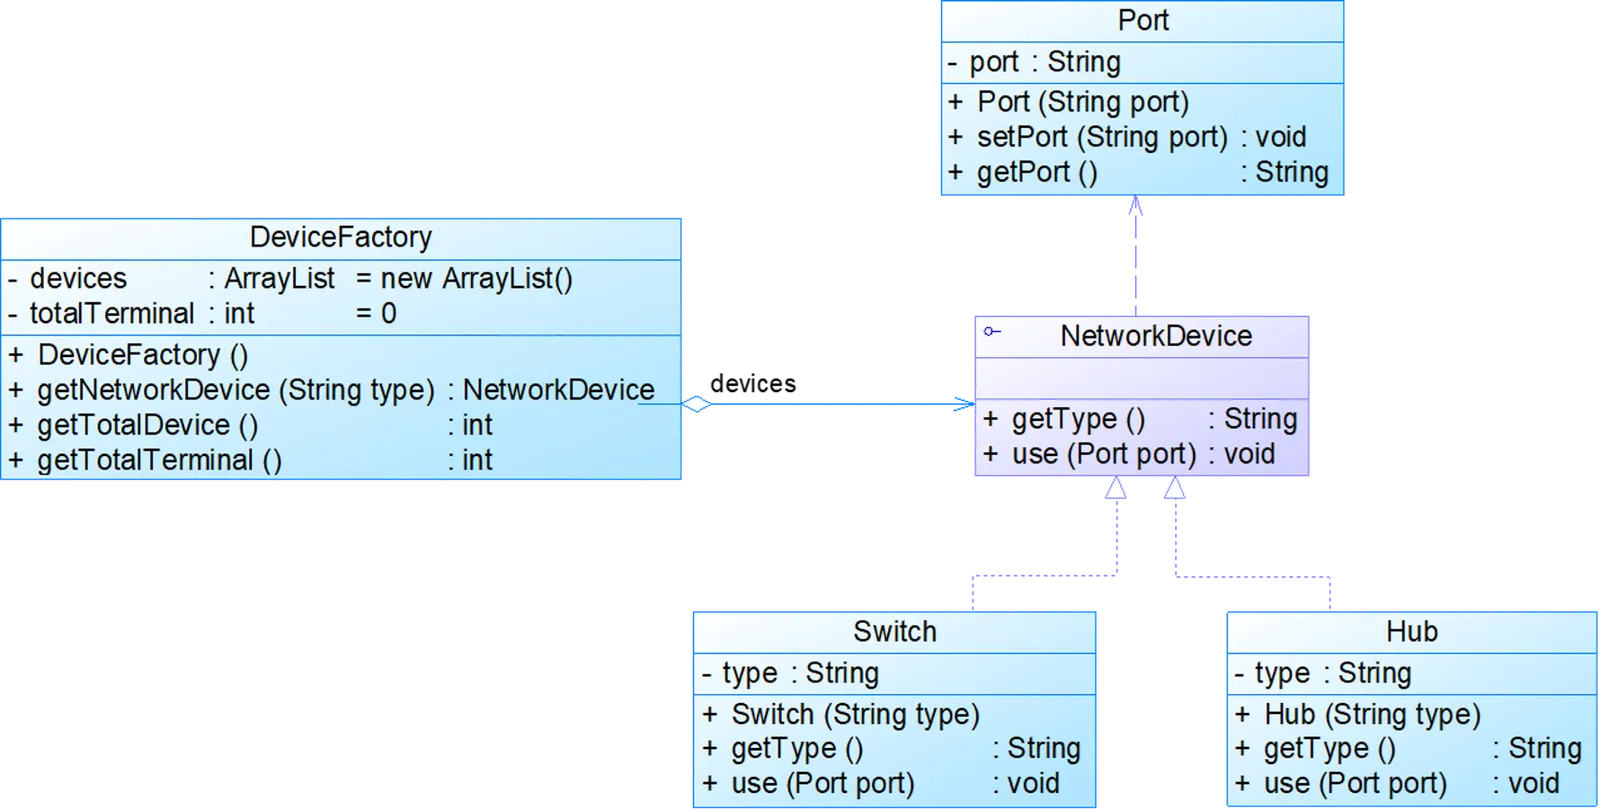 Port
- port : String
+ Port (String port)
+ setPort (String port) : void
+ getPort () : String
DeviceFactory
- devices : ArrayList = new ArrayList()
- totalTerminal : int = 0
+ DeviceFactory ()
+ getNetworkDevice (String type) : NetworkDevice
+ getTotalDevice () : int
+ getTotalTerminal () : int
devices
NetworkDevice
+ getType () : String
+ use (Port port) : void
Switch
- type : String
+ Switch (String type)
+ getType () : String
+ use (Port port) : void
Hub
- type : String
+ Hub (String type)
+ getType () : String
+ use (Port port) : void